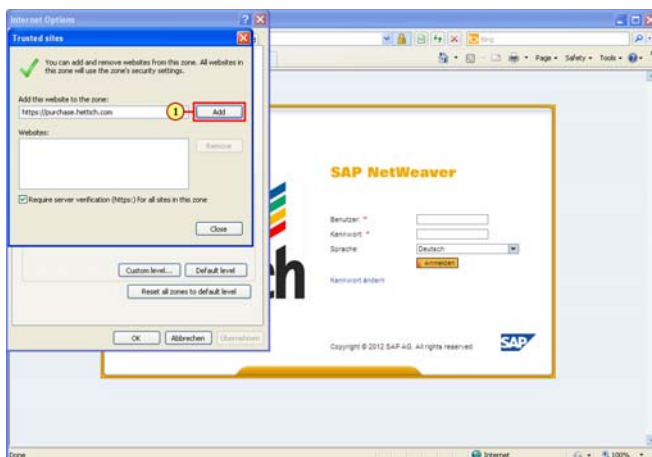 Internet Options
Trusted sites
You can add and remove websites from this zone. All websites in
this zone will use the zone's security settings.
Add this website to the zone:
https://purchase.hettich.com
1
Add
Websites:
Remove
Require server verification (https:) for all sites in this zone
Close
Custom level...
Default level
Reset all zones to default level
OK
Abbrechen
Übernehmen
Bing
Page
Safety
Tools
ch
SAP NetWeaver
Benutzer *
Kennwort *
Sprache:
Deutsch
Anmelden
Kennwort ändern
Copyright © 2012 SAP AG. All rights reserved.
SAP
Done
Internet
100%